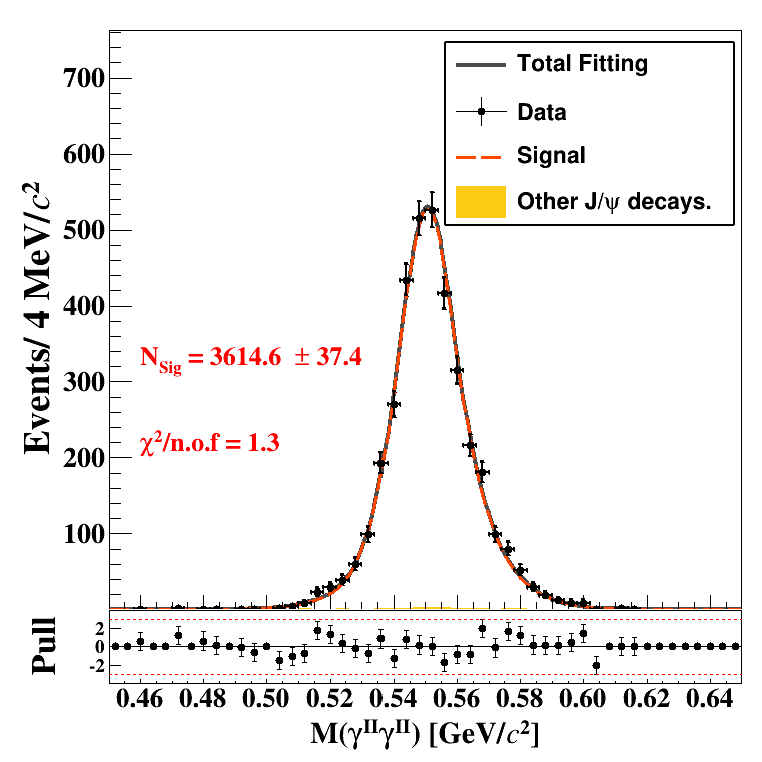 Total Fitting
Data
Signal
Other J/ψ decays.
Events/ 4 MeV/c²
700
600
500
400
300
200
100
N_Sig = 3614.6 ± 37.4
χ²/n.o.f = 1.3
Pull
2
0
-2
0.46 0.48 0.50 0.52 0.54 0.56 0.58 0.60 0.62 0.64
M(γᴵᴵγᴵᴵ) [GeV/c²]